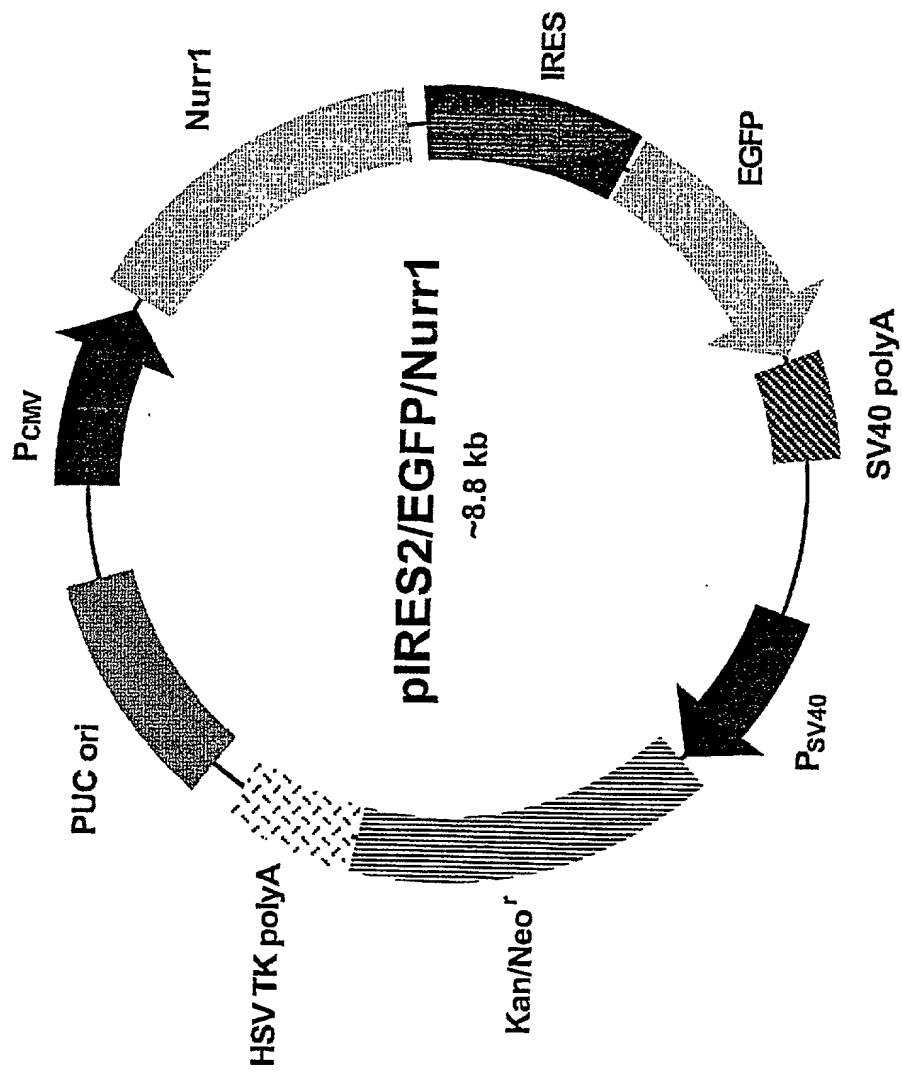 pIRES2/EGFP/Nurr1
~8.8 kb
PCMV
Nurr1
IRES
EGFP
SV40 polyA
PSV40
Kan/Neo^r
HSV TK polyA
PUC ori